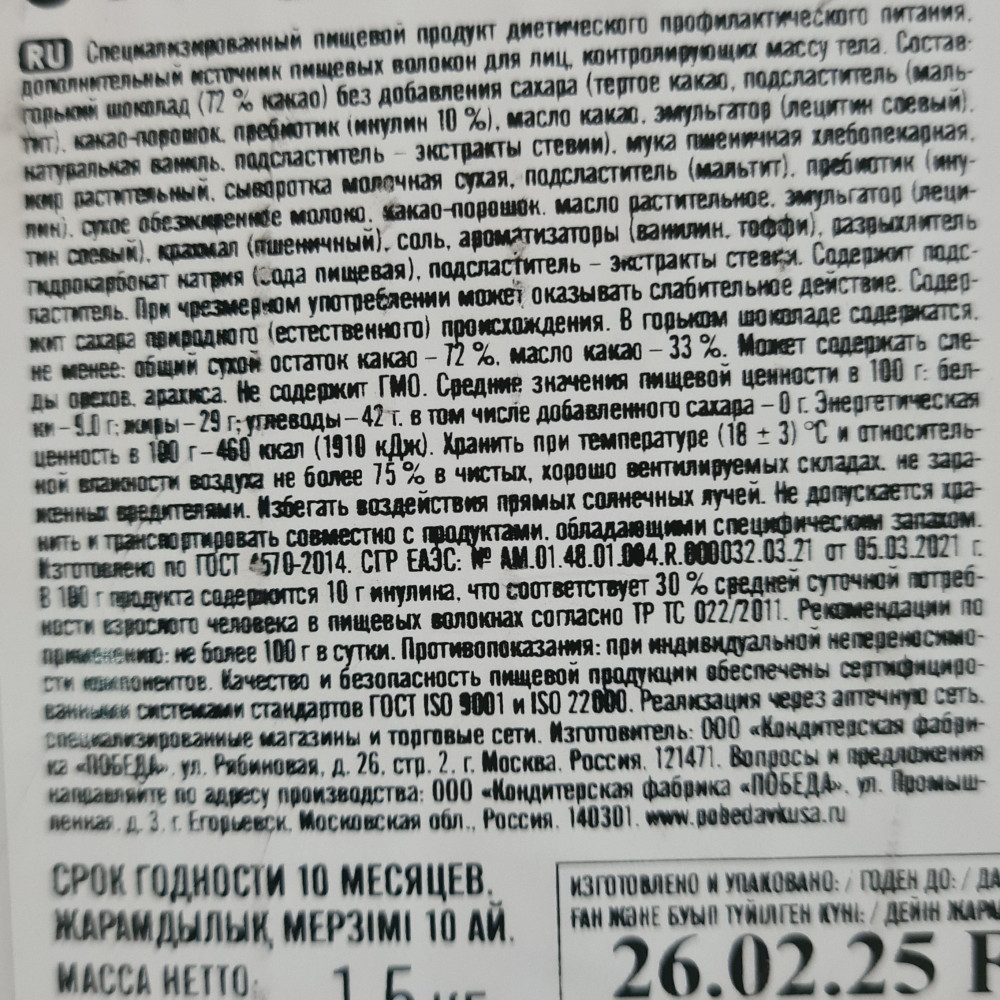 RU Специализированный пищевой продукт диетического профилактического питания,
дополнительный источник пищевых волокон для лиц, контролирующих массу тела. Состав:
горький шоколад (72 % какао) без добавления сахара (тертое какао, подсластитель (маль-
тит), какао-порошок, пребиотик (инулин 10 %), масло какао, эмульгатор (лецитин соевый),
натуральная ваниль, подсластитель – экстракты стевии), мука пшеничная хлебопекарная,
жир растительный, сыворотка молочная сухая, подсластитель (мальтит), пребиотик (ину-
лин), сухое обезжиренное молоко, какао-порошок, масло растительное, эмульгатор (леци-
тин соевый), крахмал (пшеничный), соль, ароматизаторы (ванилин, тоффи), разрыхлитель
гидрокарбонат натрия (сода пищевая), подсластитель – экстракты стевии. Содержит подс-
ластитель. При чрезмерном употреблении может оказывать слабительное действие. Содер-
жит сахара природного (естественного) происхождения. В горьком шоколаде содержатся,
не менее: общий сухой остаток какао – 72 %, масло какао – 33 %. Может содержать сле-
ды орехов, арахиса. Не содержит ГМО. Средние значения пищевой ценности в 100 г: бел-
ки – 9,0 г; жиры – 29 г; углеводы – 42 г, в том числе добавленного сахара – 0 г. Энергетическая
ценность в 100 г – 460 ккал (1910 кДж). Хранить при температуре (18 ± 3) °С и относитель-
ной влажности воздуха не более 75 % в чистых, хорошо вентилируемых складах, не зара-
женных вредителями. Избегать воздействия прямых солнечных лучей. Не допускается хра-
нить и транспортировать совместно с продуктами, обладающими специфическим запахом.
Изготовлено по ГОСТ 4570-2014. СГР ЕАЭС: № AM.01.48.01.004.R.000032.03.21 от 05.03.2021 г.
В 100 г продукта содержится 10 г инулина, что соответствует 30 % средней суточной потреб-
ности взрослого человека в пищевых волокнах согласно ТР ТС 022/2011. Рекомендации по
применению: не более 100 г в сутки. Противопоказания: при индивидуальной непереносимо-
сти компонентов. Качество и безопасность пищевой продукции обеспечены сертифициро-
ванными системами стандартов ГОСТ ISO 9001 и ISO 22000. Реализация через аптечную сеть,
специализированные магазины и торговые сети. Изготовитель: ООО «Кондитерская фабри-
ка «ПОБЕДА», ул. Рябиновая, д. 26, стр. 2, г. Москва, Россия, 121471. Вопросы и предложения
направляйте по адресу производства: ООО «Кондитерская фабрика «ПОБЕДА», ул. Промыш-
ленная, д. 3, г. Егорьевск, Московская обл., Россия, 140301. www.pobedavkusa.ru
СРОК ГОДНОСТИ 10 МЕСЯЦЕВ.
ЖАРАМДЫЛЫҚ МЕРЗІМІ 10 АЙ.
МАССА НЕТТО: 1,5 кг
ИЗГОТОВЛЕНО И УПАКОВАНО: / ГОДЕН ДО: / ДА
ҒАН ЖӘНЕ БУЫП ТҮЙІЛГЕН КҮНІ: / ДЕЙІН ЖАРА
26.02.25